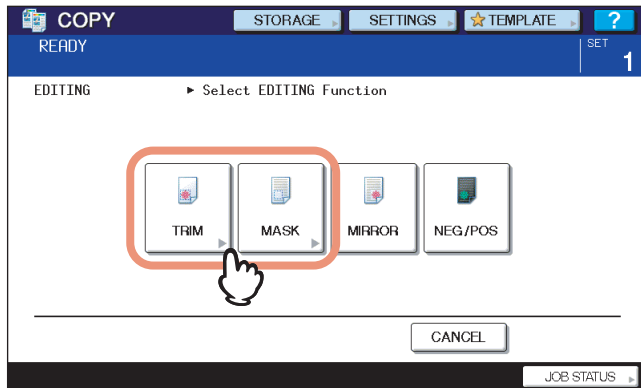 COPY STORAGE SETTINGS TEMPLATE ?
READY SET
1
EDITING ► Select EDITING Function
TRIM MASK MIRROR NEG/POS
CANCEL
JOB STATUS